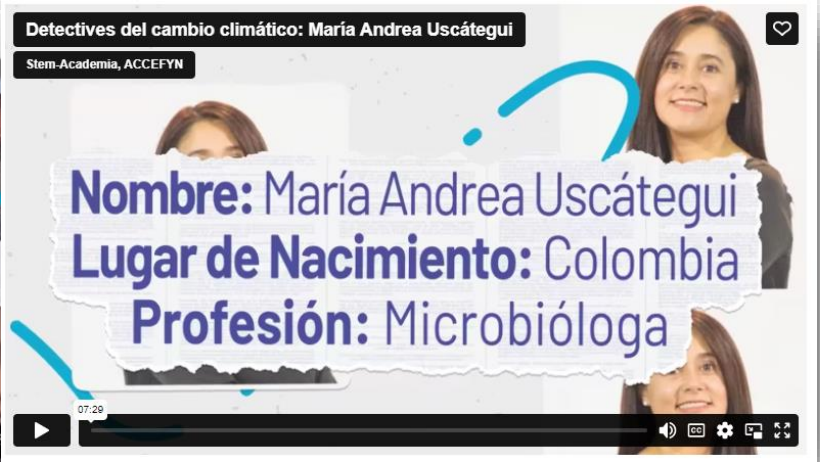 Detectives del cambio climático: María Andrea Uscátegui
Stem-Academia, ACCEFYN
Nombre: María Andrea Uscátegui
Lugar de Nacimiento: Colombia
Profesión: Microbióloga
07:29
CC